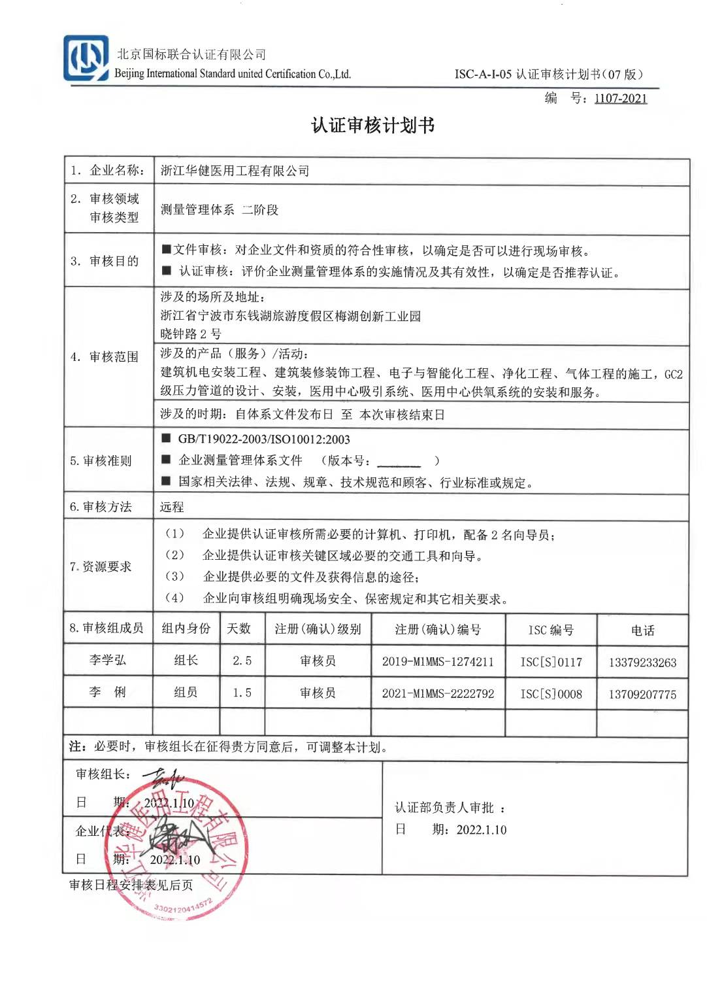 北京国标联合认证有限公司
Beijing International Standard united Certification Co.,Ltd.
ISC-A-I-05 认证审核计划书(07 版)
编 号: 1107-2021
认证审核计划书
1. 企业名称: 浙江华健医用工程有限公司
2. 审核领域
审核类型
测量管理体系 二阶段
3. 审核目的
■文件审核: 对企业文件和资质的符合性审核, 以确定是否可以进行现场审核。
■ 认证审核: 评价企业测量管理体系的实施情况及其有效性, 以确定是否推荐认证。
4. 审核范围
涉及的场所及地址:
浙江省宁波市东钱湖旅游度假区梅湖创新工业园
晓钟路 2 号
涉及的产品（服务）/活动:
建筑机电安装工程、建筑装修装饰工程、电子与智能化工程、净化工程、气体工程的施工, GC2
级压力管道的设计、安装, 医用中心吸引系统、医用中心供氧系统的安装和服务。
涉及的时期: 自体系文件发布日 至 本次审核结束日
5.审核准则
■ GB/T19022-2003/ISO10012:2003
■ 企业测量管理体系文件 （版本号: ）
■ 国家相关法律、法规、规章、技术规范和顾客、行业标准或规定。
6.审核方法 远程
7.资源要求
（1） 企业提供认证审核所需必要的计算机、打印机, 配备 2 名向导员;
（2） 企业提供认证审核关键区域必要的交通工具和向导。
（3） 企业提供必要的文件及获得信息的途径;
（4） 企业向审核组明确现场安全、保密规定和其它相关要求。
8.审核组成员 组内身份 天数 注册(确认)级别 注册(确认)编号 ISC 编号 电话
李学弘 组长 2.5 审核员 2019-M1MMS-1274211 ISC[S]0117 13379233263
李 俐 组员 1.5 审核员 2021-M1MMS-2222792 ISC[S]0008 13709207775
注: 必要时, 审核组长在征得贵方同意后, 可调整本计划。
审核组长:
日 期: 2022.1.10
企业代表:
日 期: 2022.1.10
认证部负责人审批 :
日 期: 2022.1.10
审核日程安排表见后页
浙江华健医用工程有限公司
3302120414572